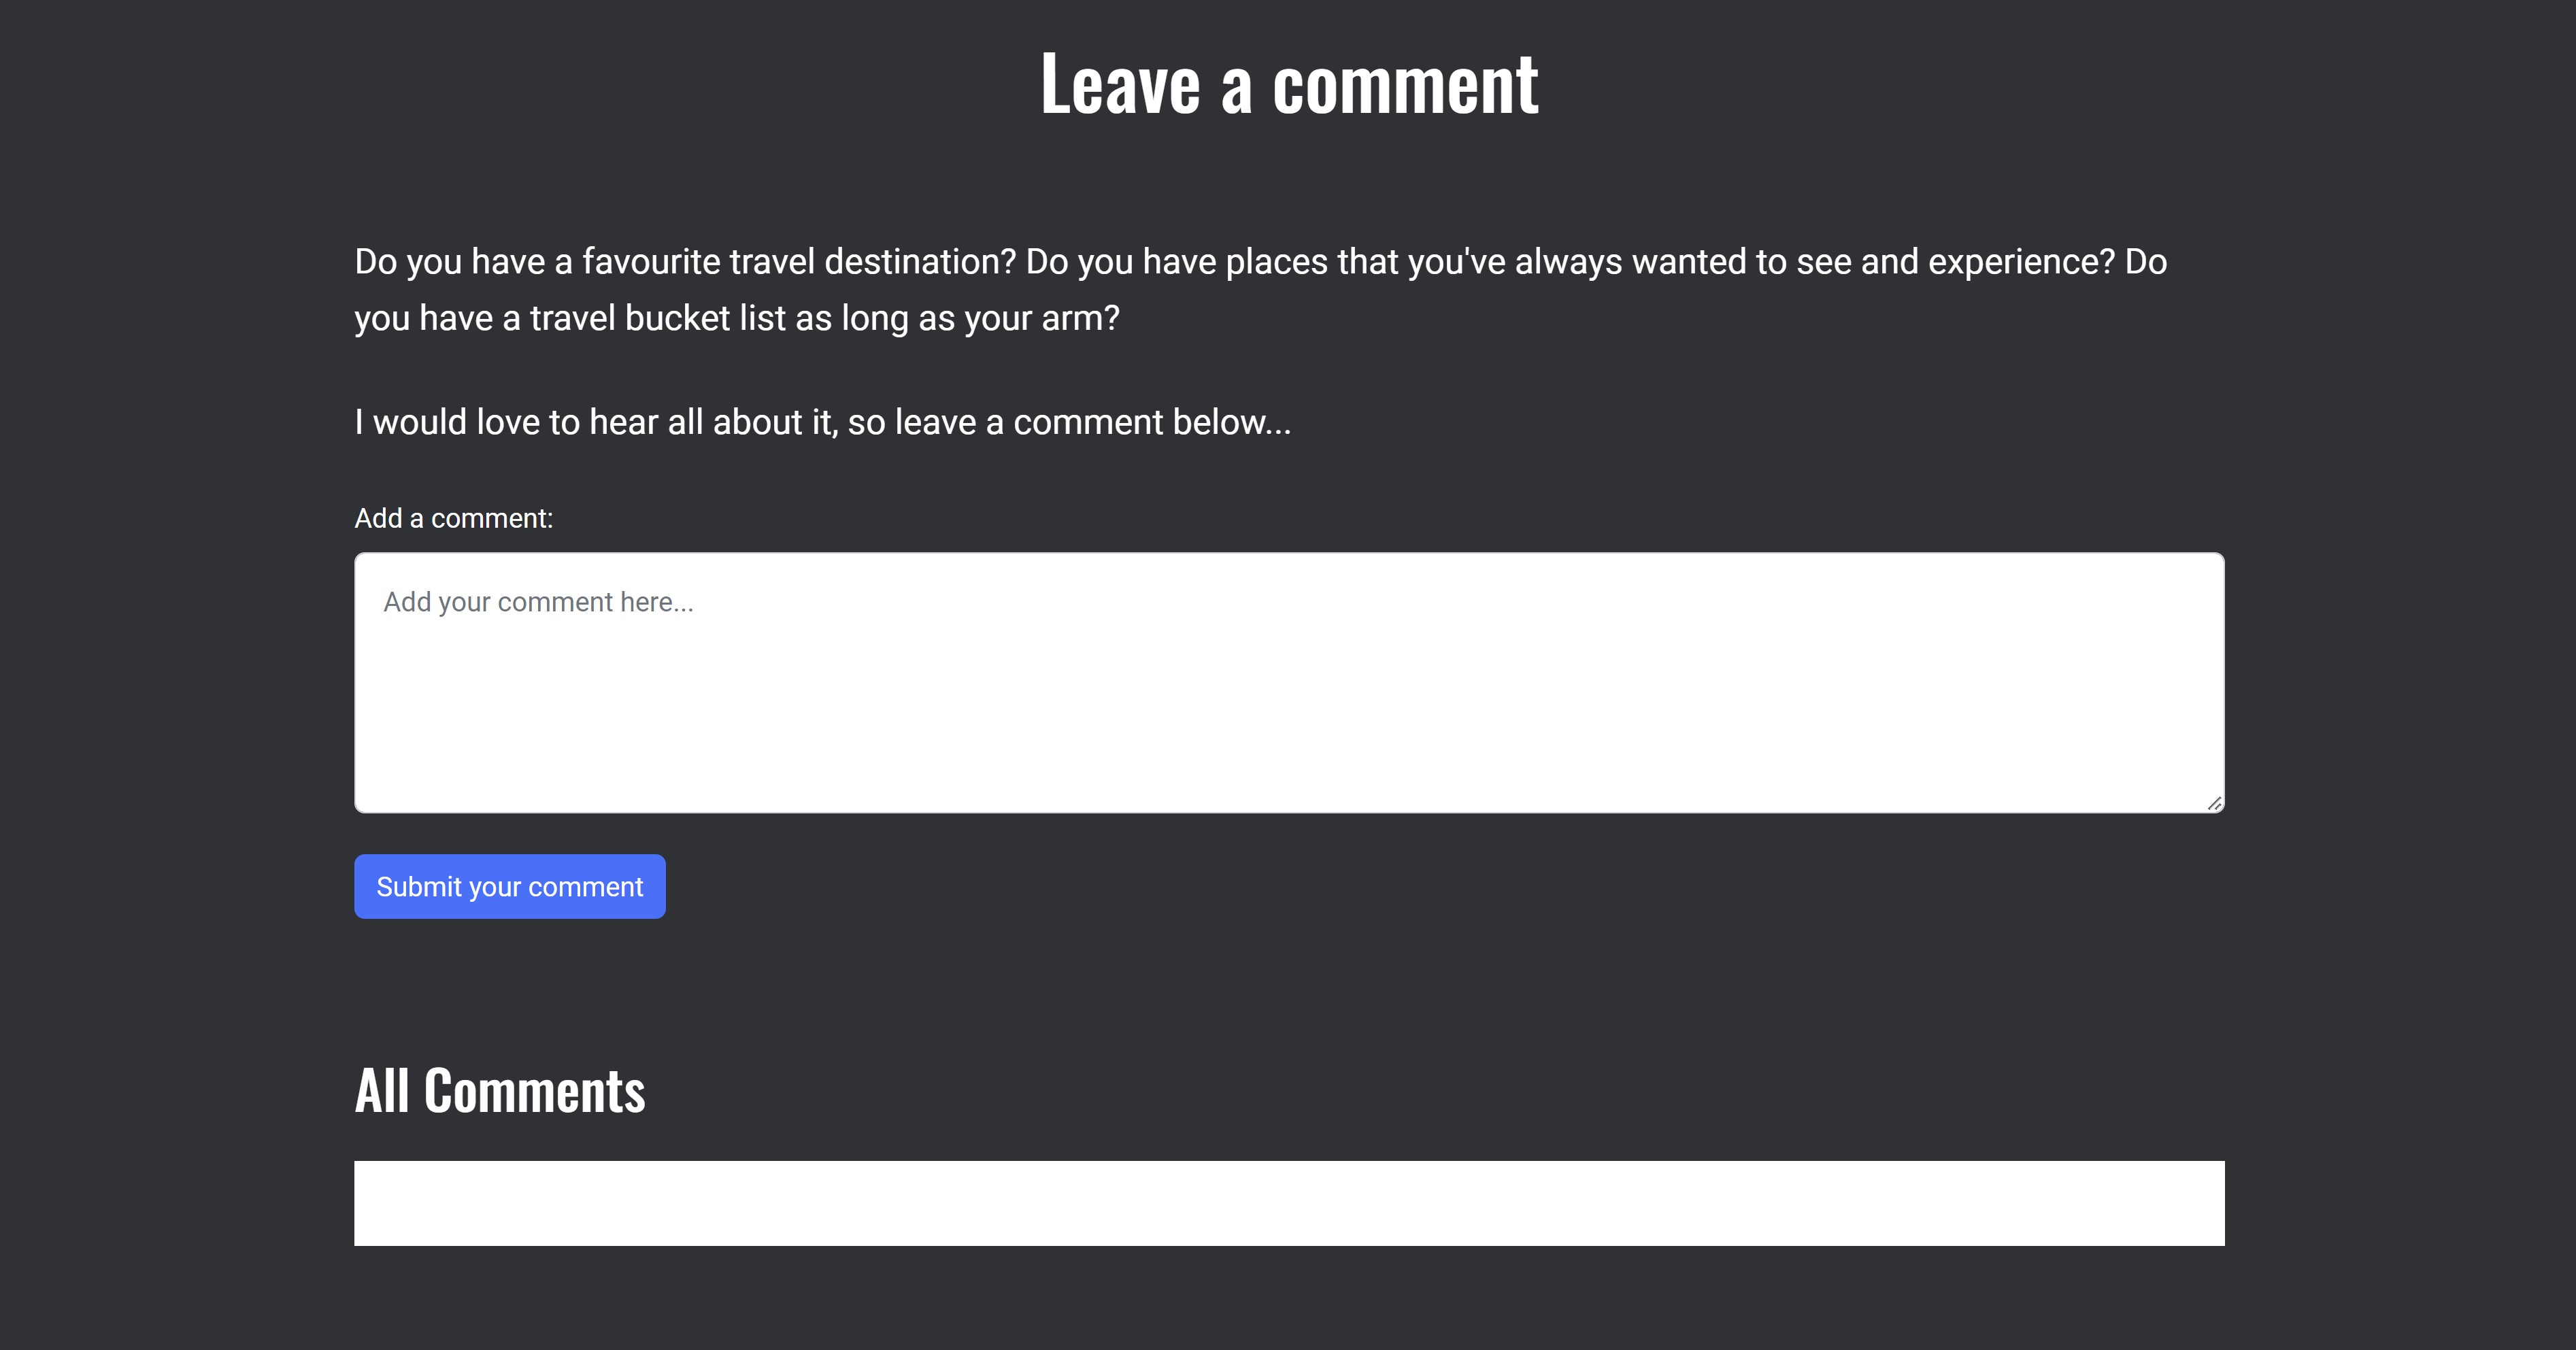 Leave a comment
Do you have a favourite travel destination? Do you have places that you've always wanted to see and experience? Do
you have a travel bucket list as long as your arm?
I would love to hear all about it, so leave a comment below...
Add a comment:
Add your comment here...
Submit your comment
All Comments